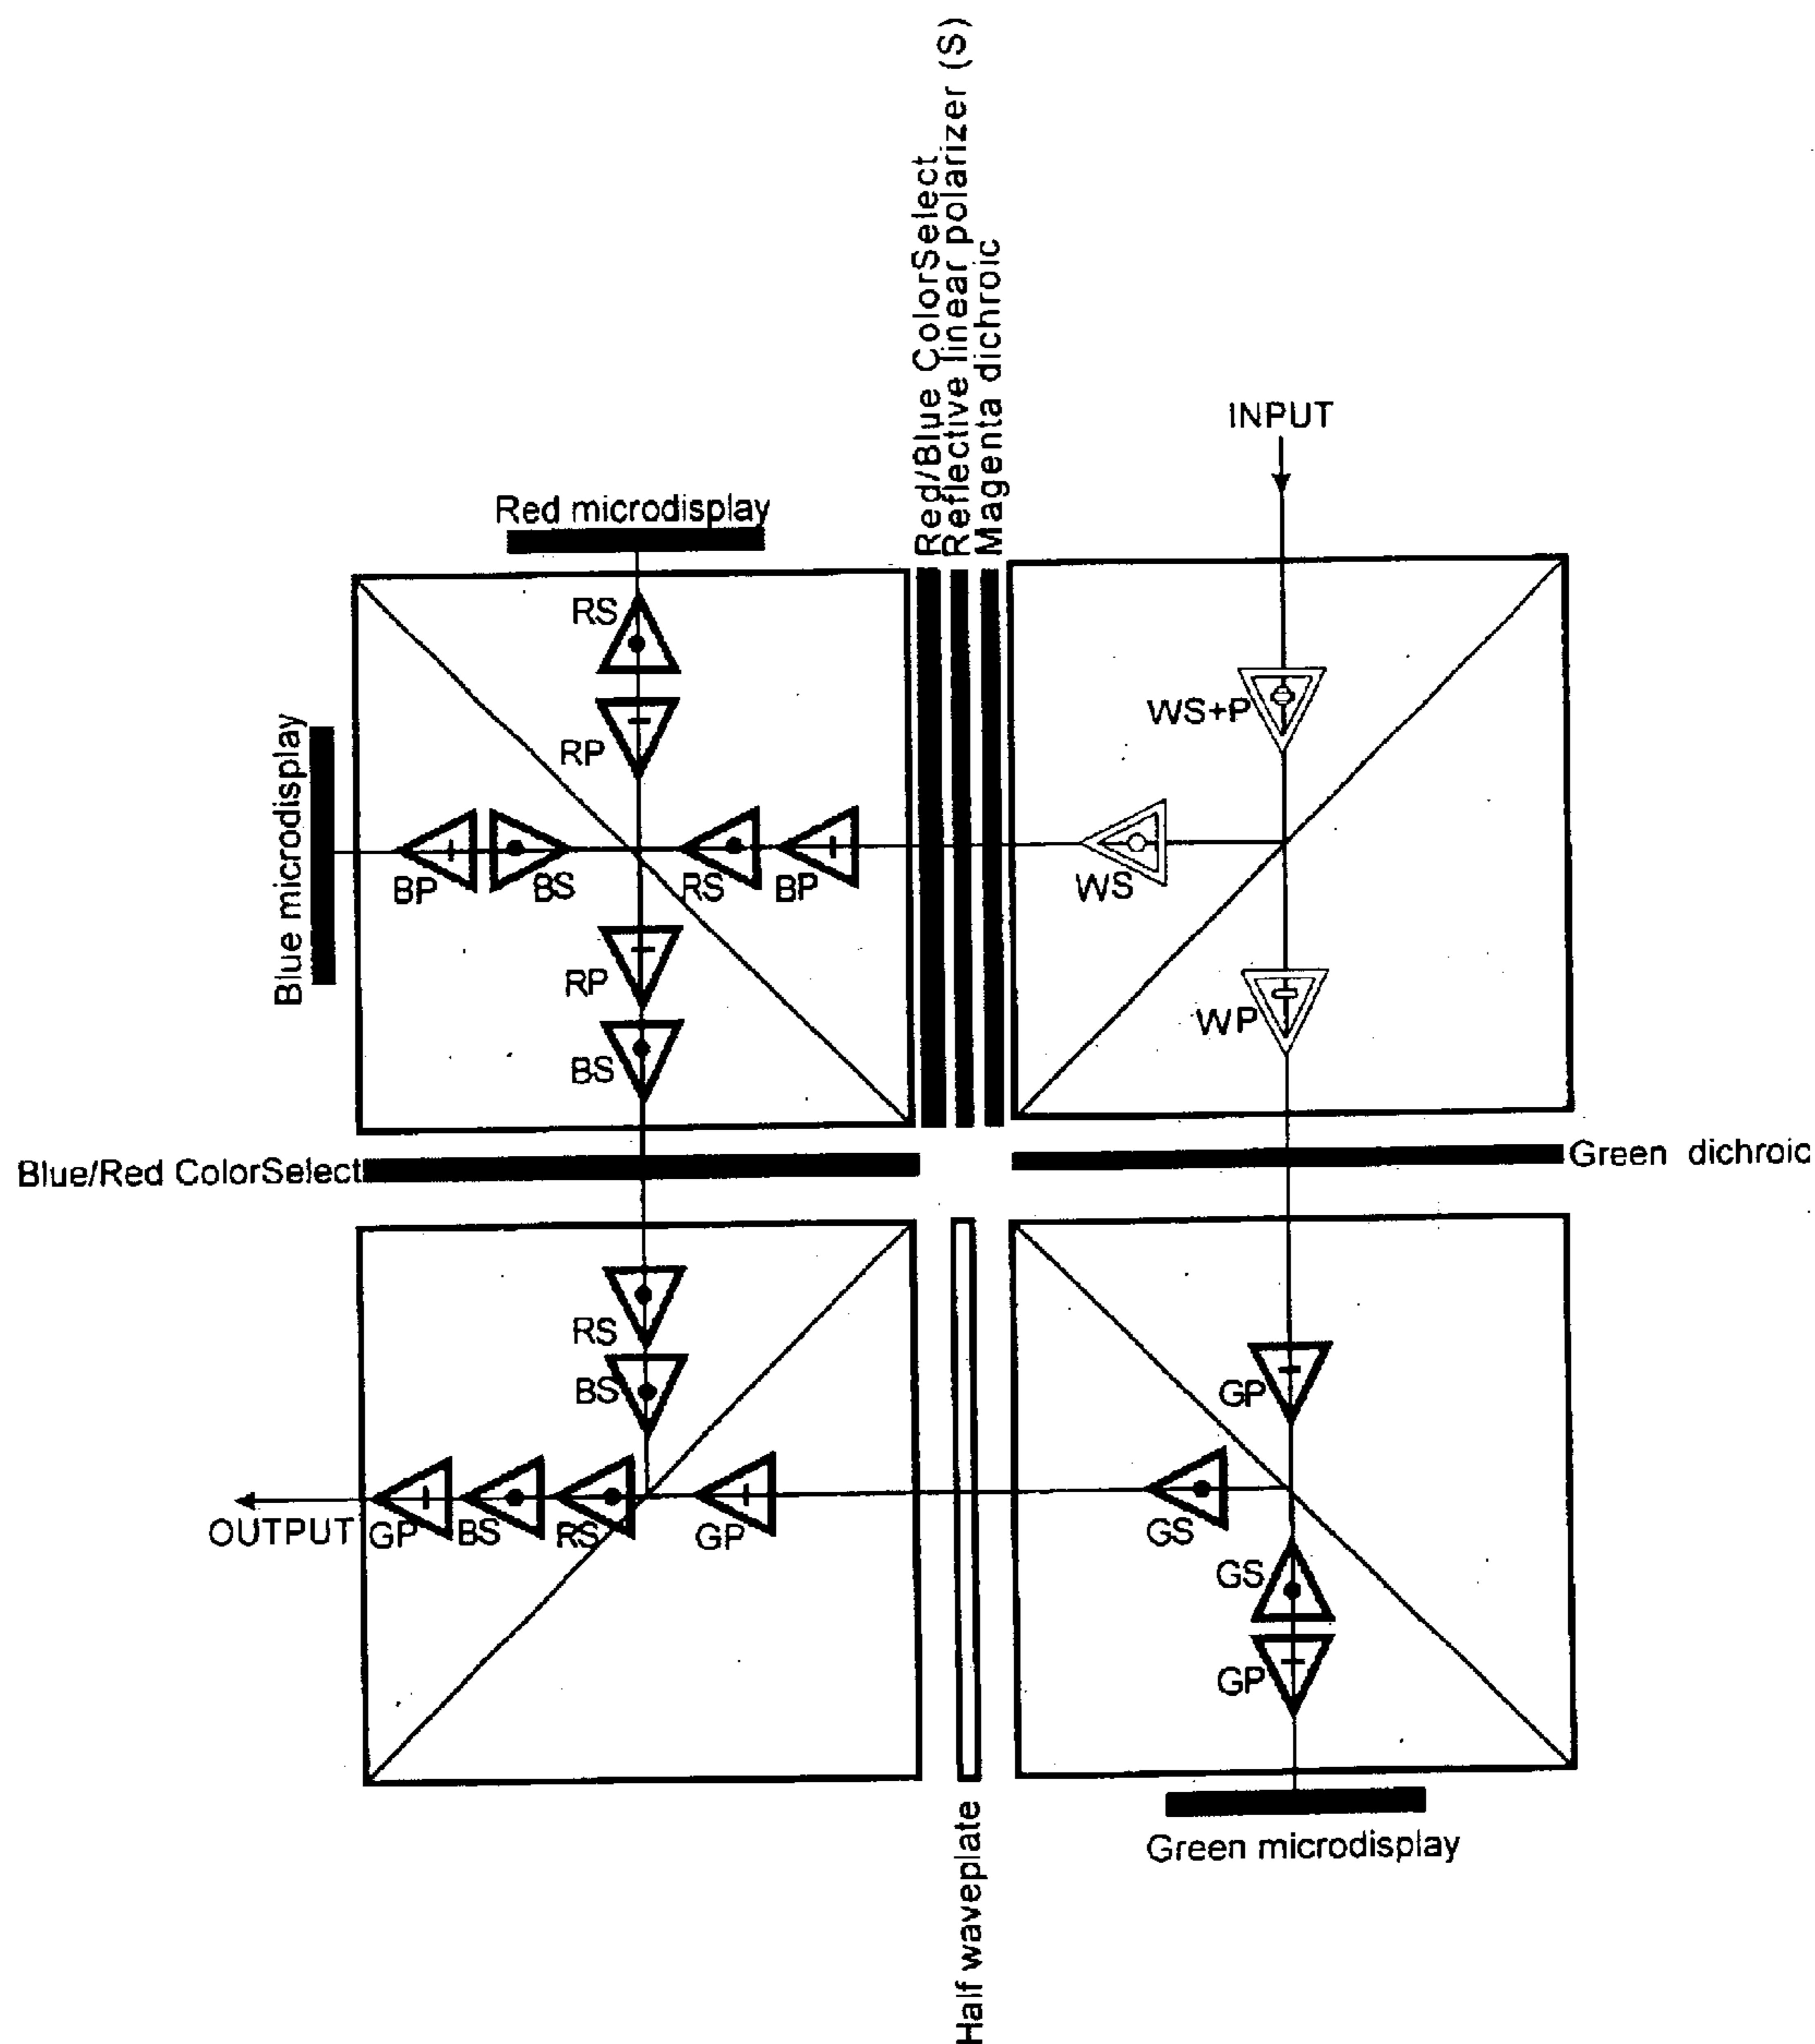 Red/Blue ColorSelect
Reflective linear polarizer (S)
Magenta dichroic
INPUT
Red microdisplay
RS
WS+P
RP
Blue microdisplay
BP
BS
RS
BP
WS
RP
WP
BS
Blue/Red ColorSelect
Green dichroic
RS
BS
GP
OUTPUT
GP
BS
RS
GP
GS
GS
GP
Half waveplate
Green microdisplay